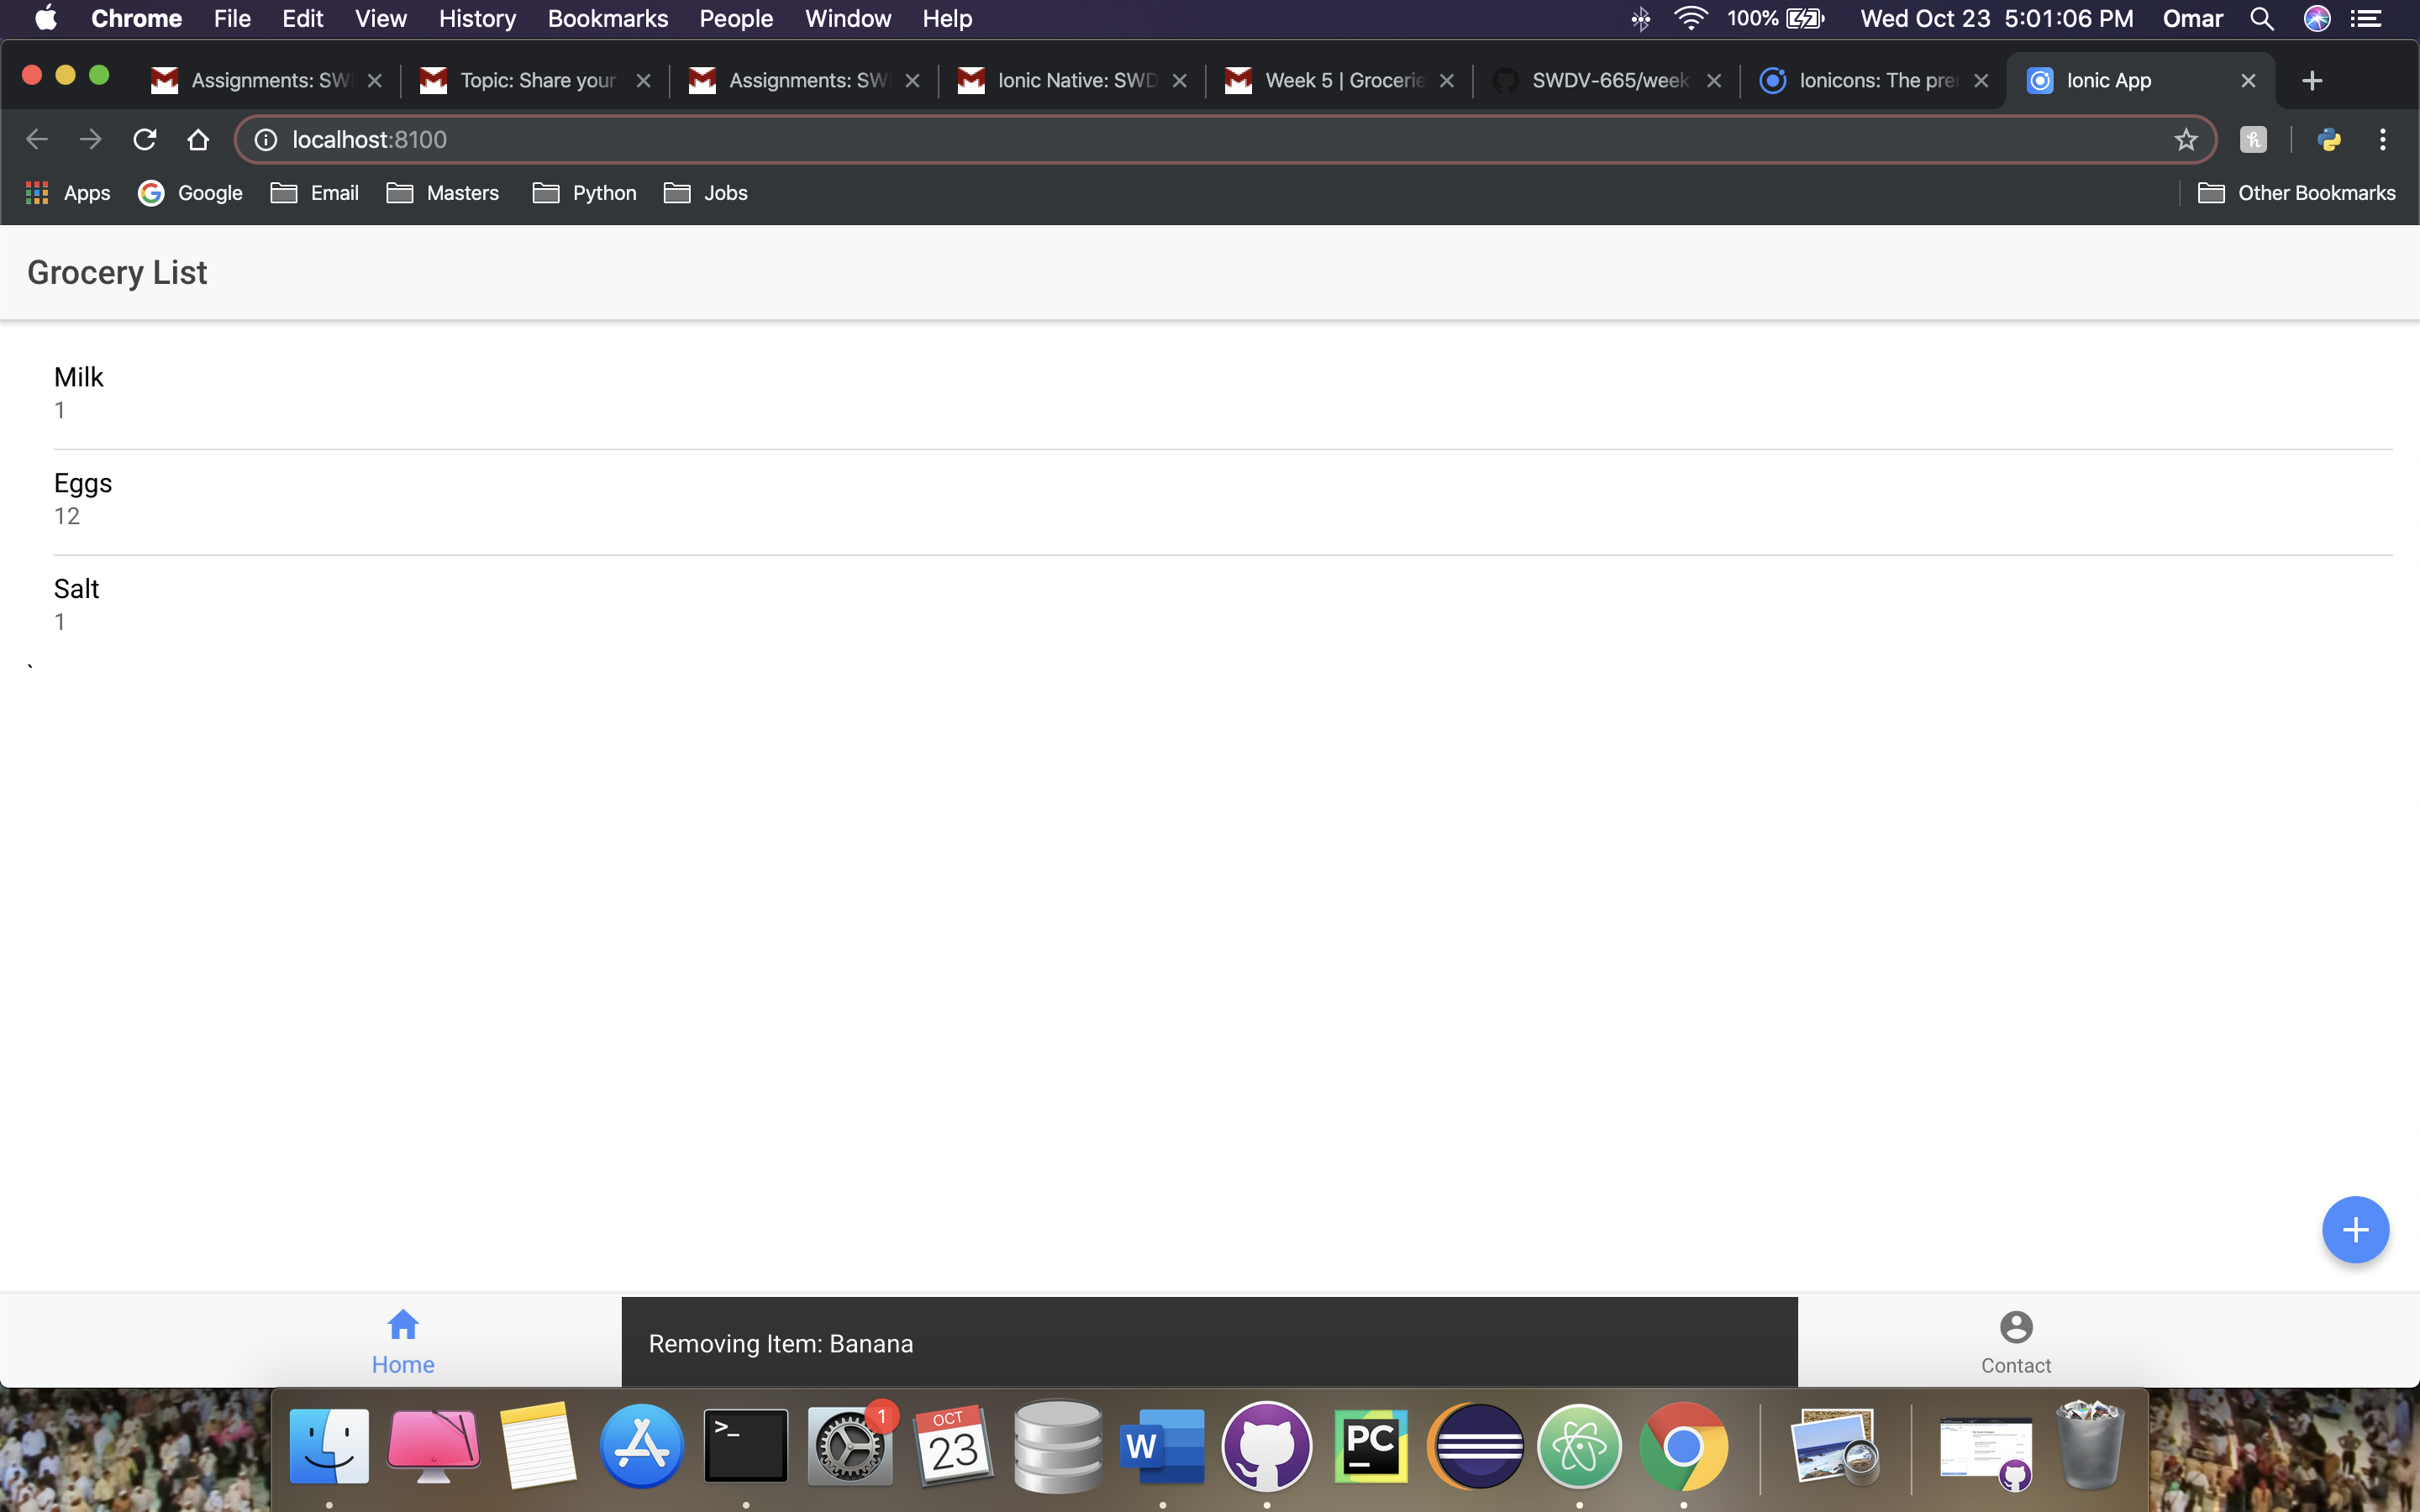 Chrome File Edit View History Bookmarks People Window Help 100% Wed Oct 23 5:01:06 PM Omar
Assignments: SW Topic: Share your Assignments: SW Ionic Native: SWD Week 5 | Grocerie SWDV-665/week Ionicons: The pre Ionic App
localhost:8100
Apps Google Email Masters Python Jobs Other Bookmarks
Grocery List
Milk
1
Eggs
12
Salt
1
`
Home
Removing Item: Banana
Contact
>_
1
OCT
23
W
PC